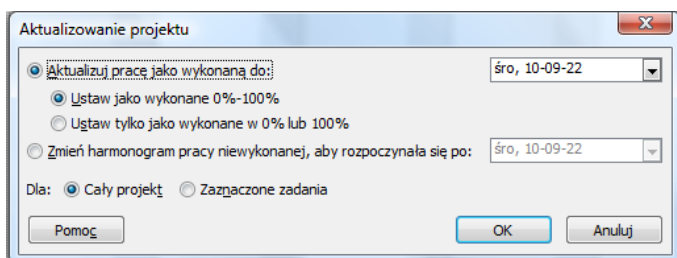 Aktualizowanie projektu
Aktualizuj pracę jako wykonaną do: śro, 10-09-22
Ustaw jako wykonane 0%-100%
Ustaw tylko jako wykonane w 0% lub 100%
Zmień harmonogram pracy niewykonanej, aby rozpoczynała się po: śro, 10-09-22
Dla: Cały projekt Zaznaczone zadania
Pomoc OK Anuluj